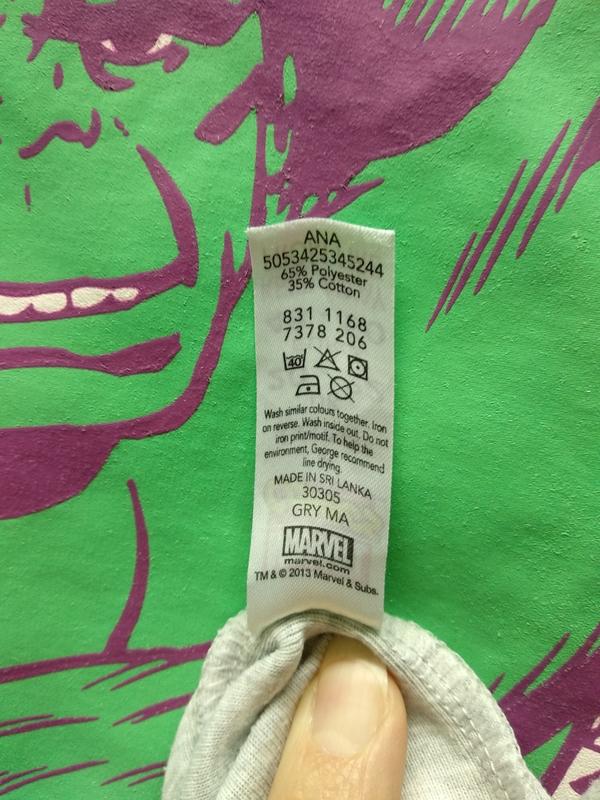 ANA
5053425345244
65% Polyester
35% Cotton
831 1168
7378 206
40
Wash similar colours together. Iron
on reverse. Wash inside out. Do not
iron print/motif. To help the
environment, George recommend
line drying.
MADE IN SRI LANKA
30305
GRY MA
MARVEL
marvel.com
TM & © 2013 Marvel & Subs.